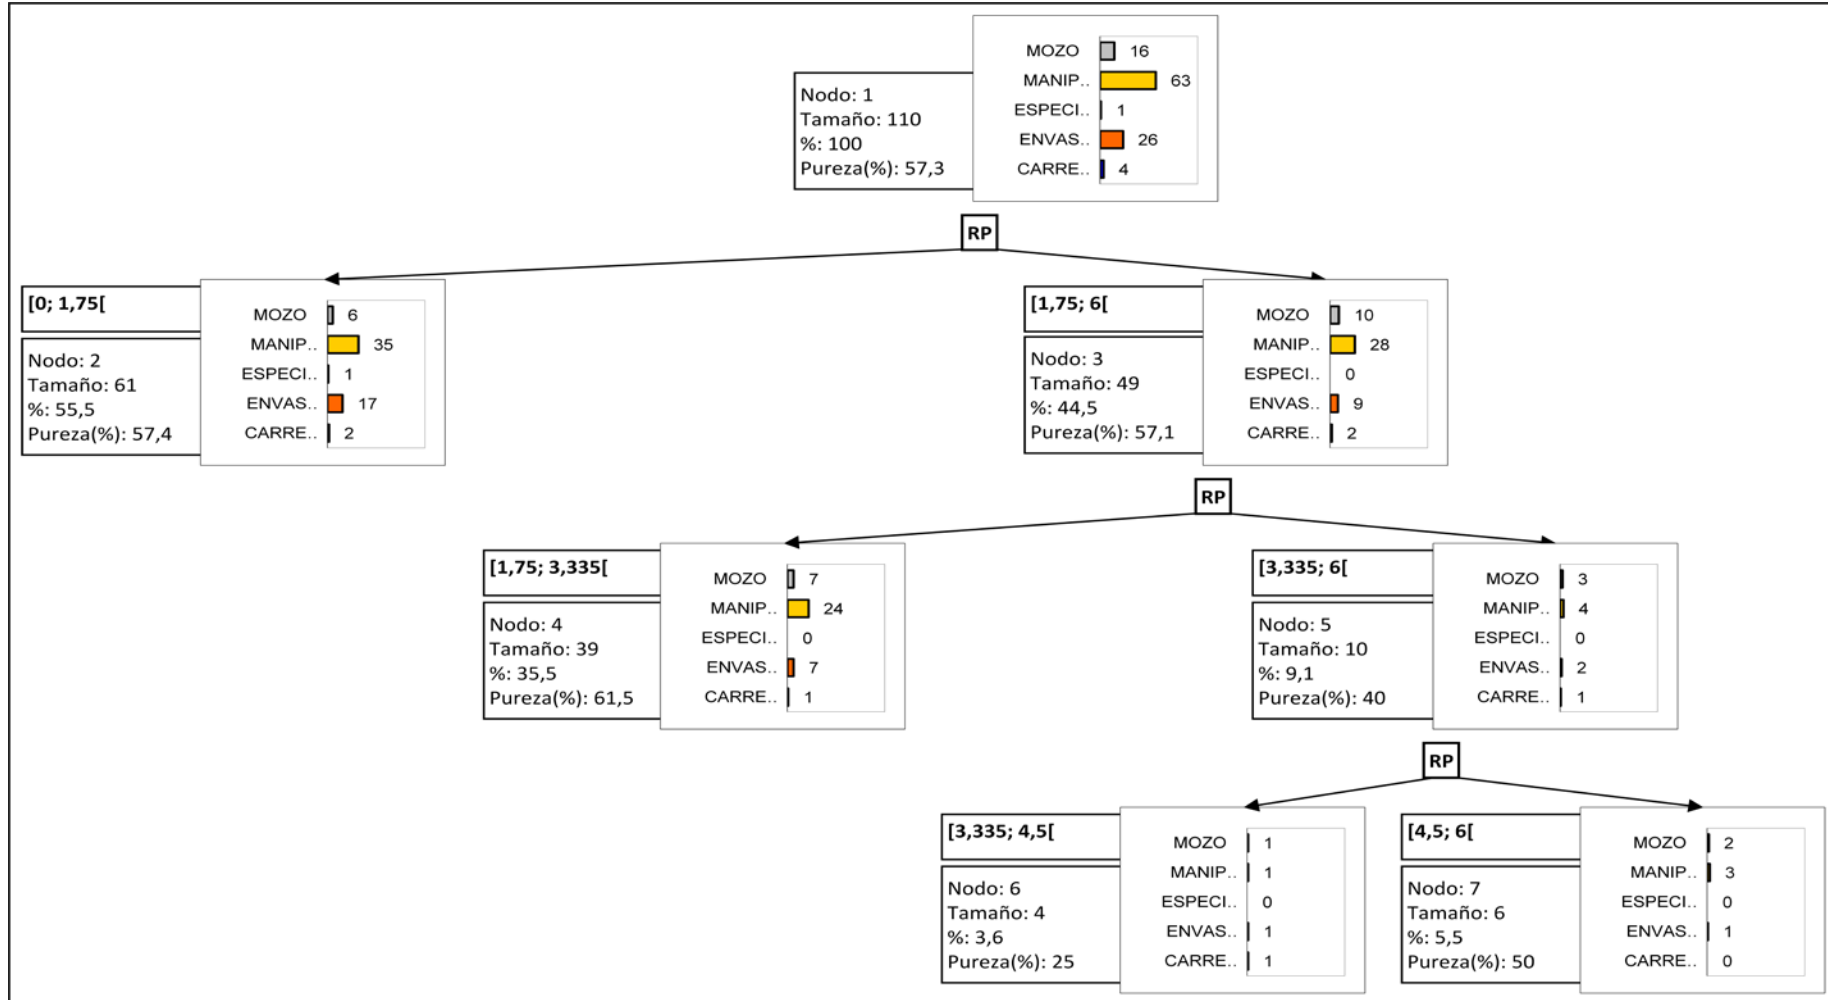 MOZO 16
MANIP.. 63
ESPECI.. 1
ENVAS.. 26
CARRE.. 4
Nodo: 1
Tamaño: 110
%: 100
Pureza(%): 57,3
RP
[0; 1,75[
Nodo: 2
Tamaño: 61
%: 55,5
Pureza(%): 57,4
MOZO 6
MANIP.. 35
ESPECI.. 1
ENVAS.. 17
CARRE.. 2
[1,75; 6[
Nodo: 3
Tamaño: 49
%: 44,5
Pureza(%): 57,1
MOZO 10
MANIP.. 28
ESPECI.. 0
ENVAS.. 9
CARRE.. 2
RP
[1,75; 3,335[
Nodo: 4
Tamaño: 39
%: 35,5
Pureza(%): 61,5
MOZO 7
MANIP.. 24
ESPECI.. 0
ENVAS.. 7
CARRE.. 1
[3,335; 6[
Nodo: 5
Tamaño: 10
%: 9,1
Pureza(%): 40
MOZO 3
MANIP.. 4
ESPECI.. 0
ENVAS.. 2
CARRE.. 1
RP
[3,335; 4,5[
Nodo: 6
Tamaño: 4
%: 3,6
Pureza(%): 25
MOZO 1
MANIP.. 1
ESPECI.. 0
ENVAS.. 1
CARRE.. 1
[4,5; 6[
Nodo: 7
Tamaño: 6
%: 5,5
Pureza(%): 50
MOZO 2
MANIP.. 3
ESPECI.. 0
ENVAS.. 1
CARRE.. 0